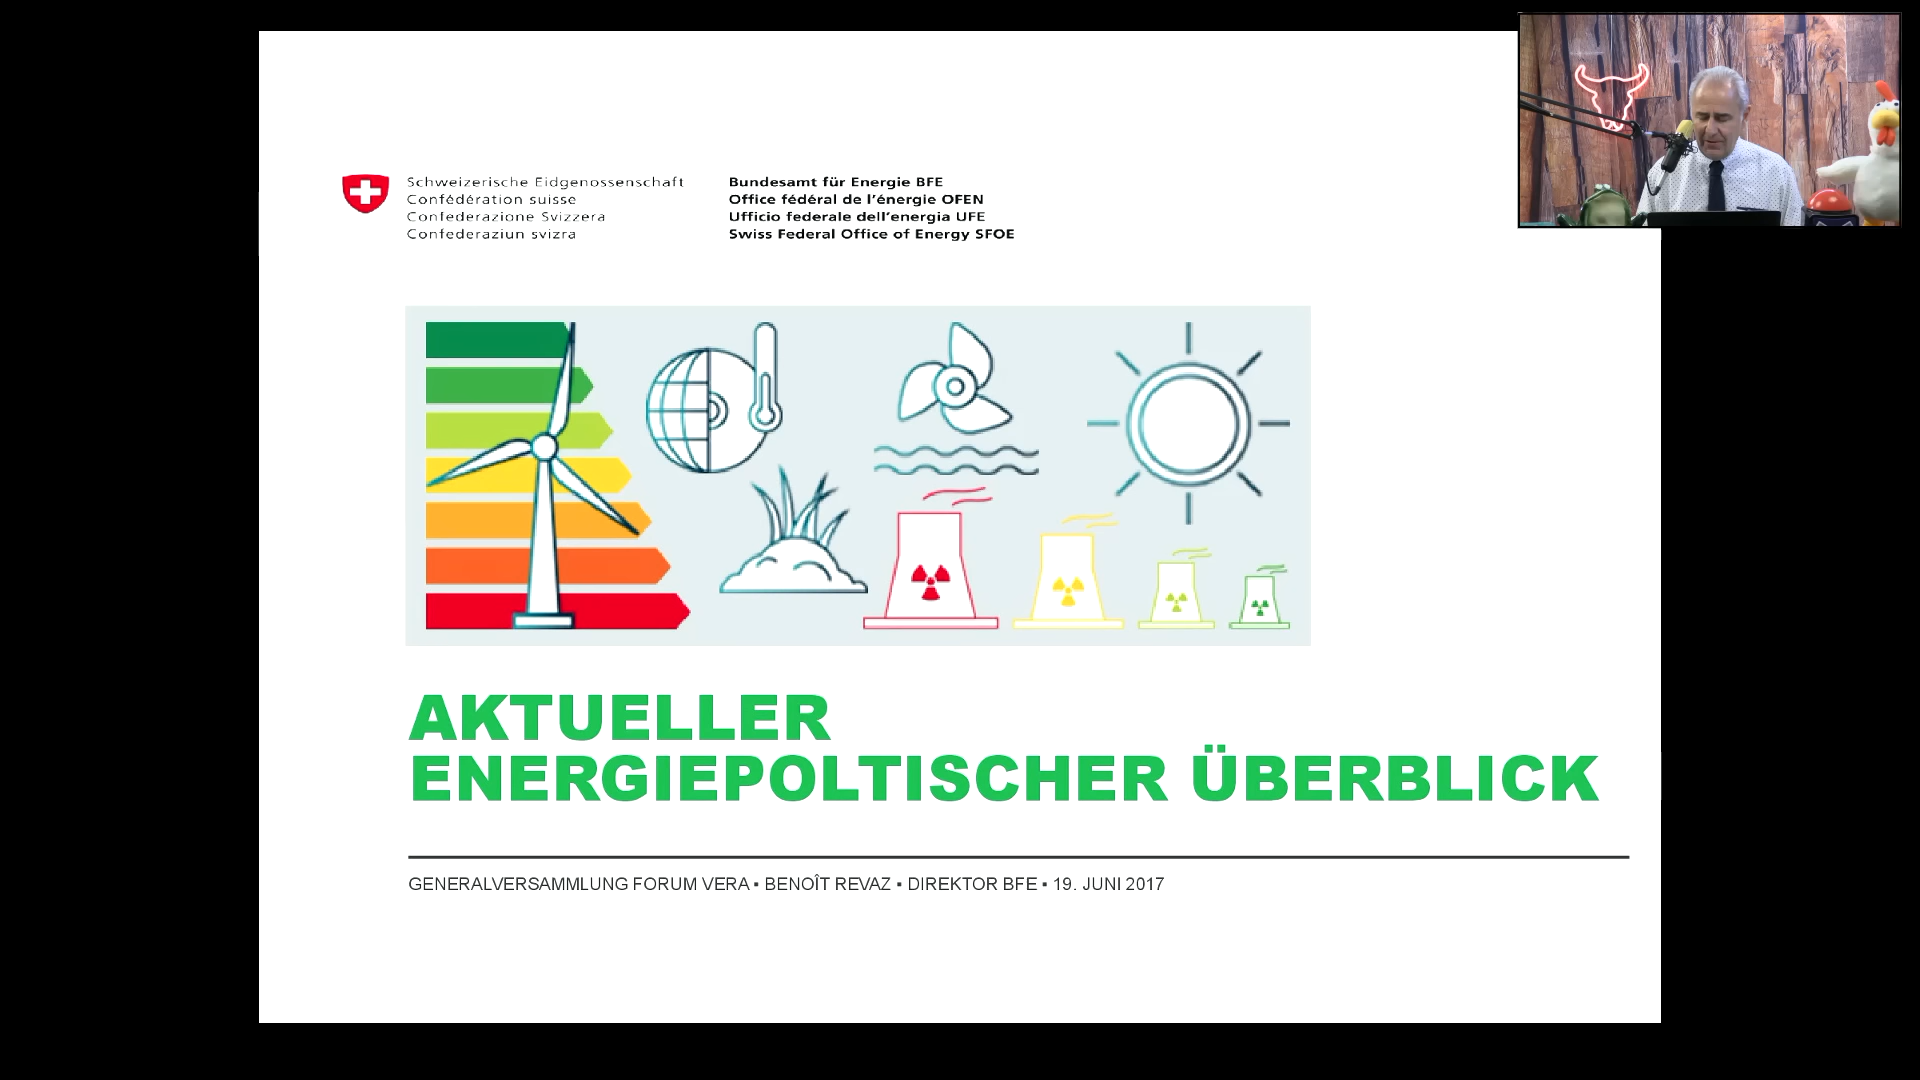 Schweizerische Eidgenossenschaft
Confédération suisse
Confederazione Svizzera
Confederaziun svizra
Bundesamt für Energie BFE
Office fédéral de l'énergie OFEN
Ufficio federale dell'energia UFE
Swiss Federal Office of Energy SFOE
AKTUELLER
ENERGIEPOLTISCHER ÜBERBLICK
GENERALVERSAMMLUNG FORUM VERA ▪ BENOÎT REVAZ ▪ DIREKTOR BFE ▪ 19. JUNI 2017